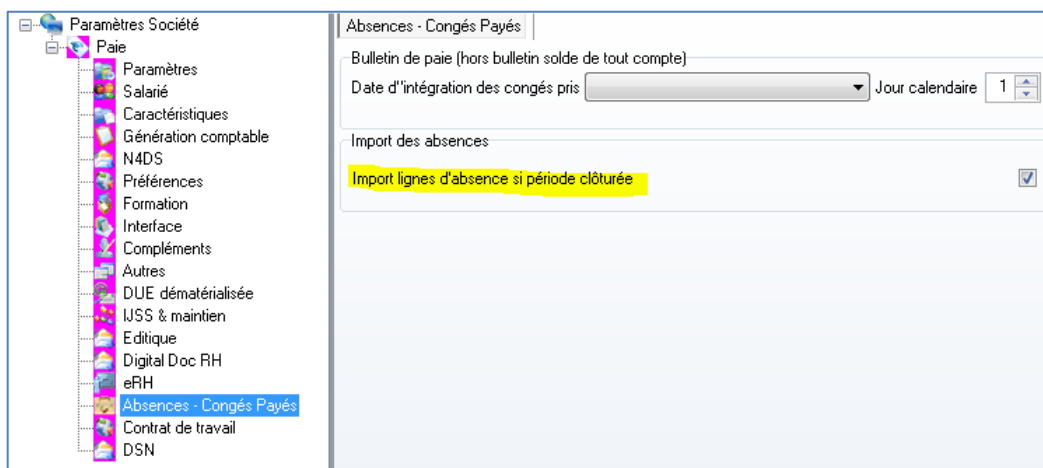 Paramètres Société
Paie
Paramètres
Salarié
Caractéristiques
Génération comptable
N4DS
Préférences
Formation
Interface
Compléments
Autres
DUE dématérialisée
IJSS & maintien
Editique
Digital Doc RH
eRH
Absences - Congés Payés
Contrat de travail
DSN
Absences - Congés Payés
Bulletin de paie (hors bulletin solde de tout compte)
Date d''intégration des congés pris Jour calendaire 1
Import des absences
Import lignes d'absence si période clôturée